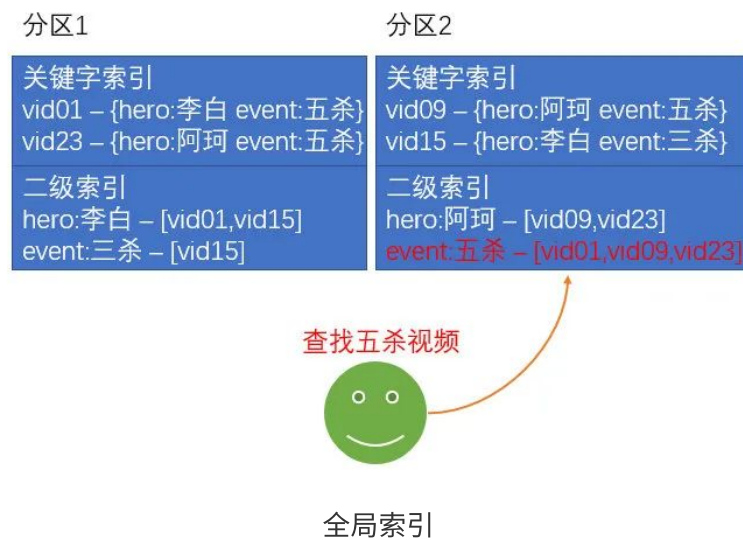 分区1
关键字索引
vid01 – {hero:李白 event:五杀}
vid23 – {hero:阿珂 event:五杀}
二级索引
hero:李白 – [vid01,vid15]
event:三杀 – [vid15]
分区2
关键字索引
vid09 – {hero:阿珂 event:五杀}
vid15 – {hero:李白 event:三杀}
二级索引
hero:阿珂 – [vid09,vid23]
event:五杀 – [vid01,vid09,vid23]
查找五杀视频
全局索引